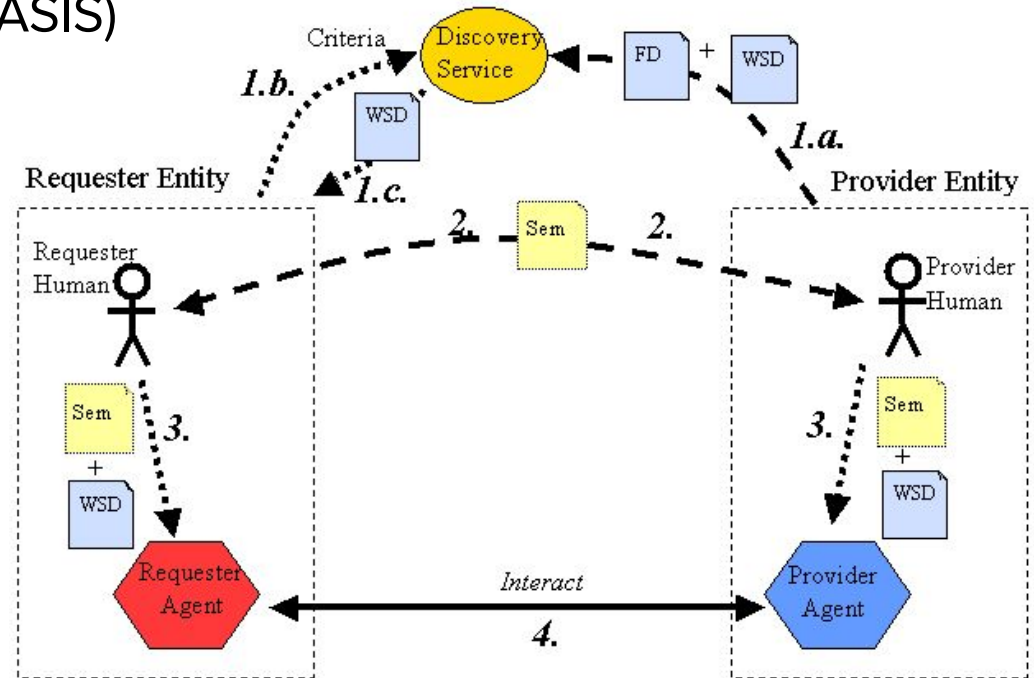 ASIS)
Criteria
Discovery
Service
FD
+
WSD
1.b.
WSD
1.a.
1.c.
Requester Entity
Provider Entity
2.
Sem
2.
Requester
Human
Provider
Human
Sem
3.
+
WSD
3.
Sem
+
WSD
Requester
Agent
Interact
4.
Provider
Agent